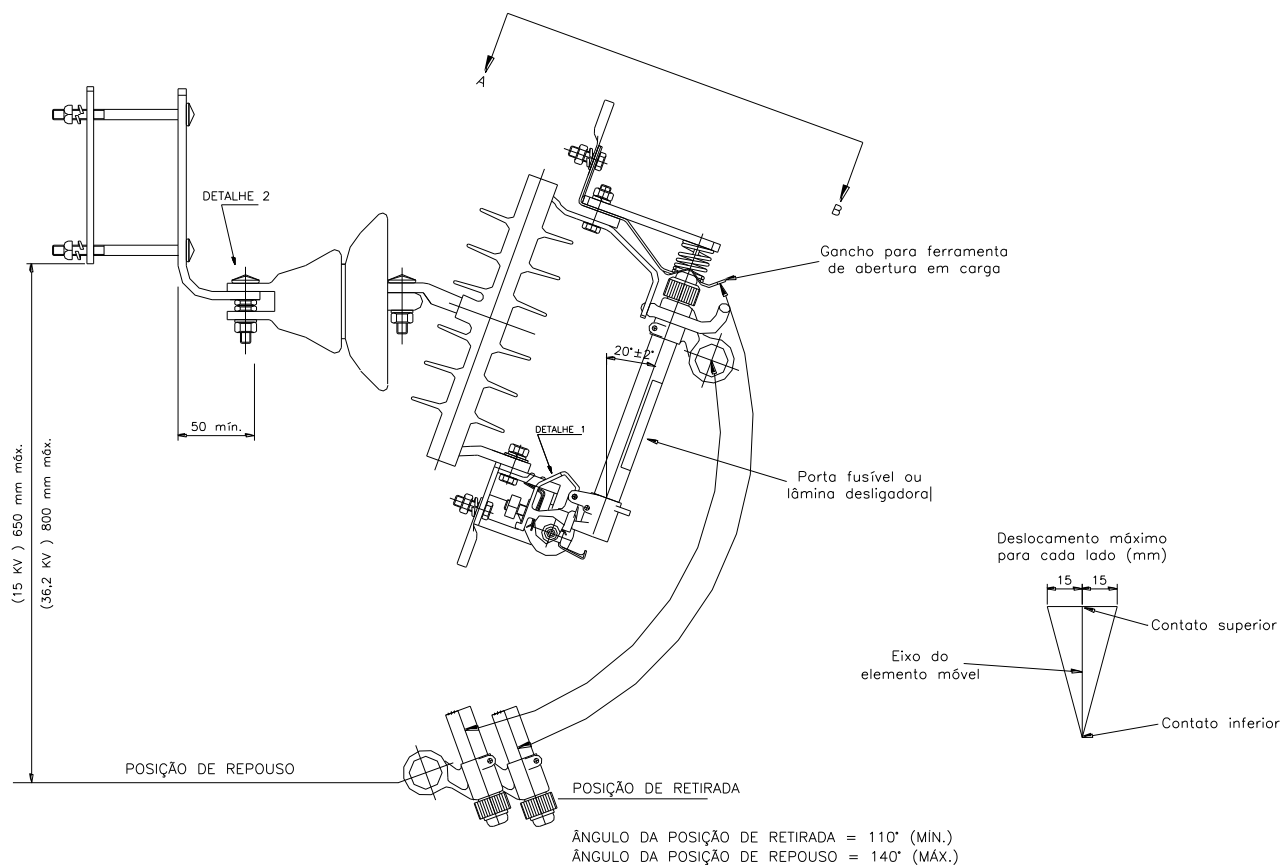 A
B
DETALHE 2
Gancho para ferramenta
de abertura em carga
20°±2°
50 mín.
DETALHE 1
Porta fusível ou
lâmina desligadora
(15 KV ) 650 mm máx.
(36,2 KV ) 800 mm máx.
Deslocamento máximo
para cada lado (mm)
15 15
Contato superior
Eixo do
elemento móvel
Contato inferior
POSIÇÃO DE REPOUSO
POSIÇÃO DE RETIRADA
ÂNGULO DA POSIÇÃO DE RETIRADA = 110° (MÍN.)
ÂNGULO DA POSIÇÃO DE REPOUSO = 140° (MÁX.)